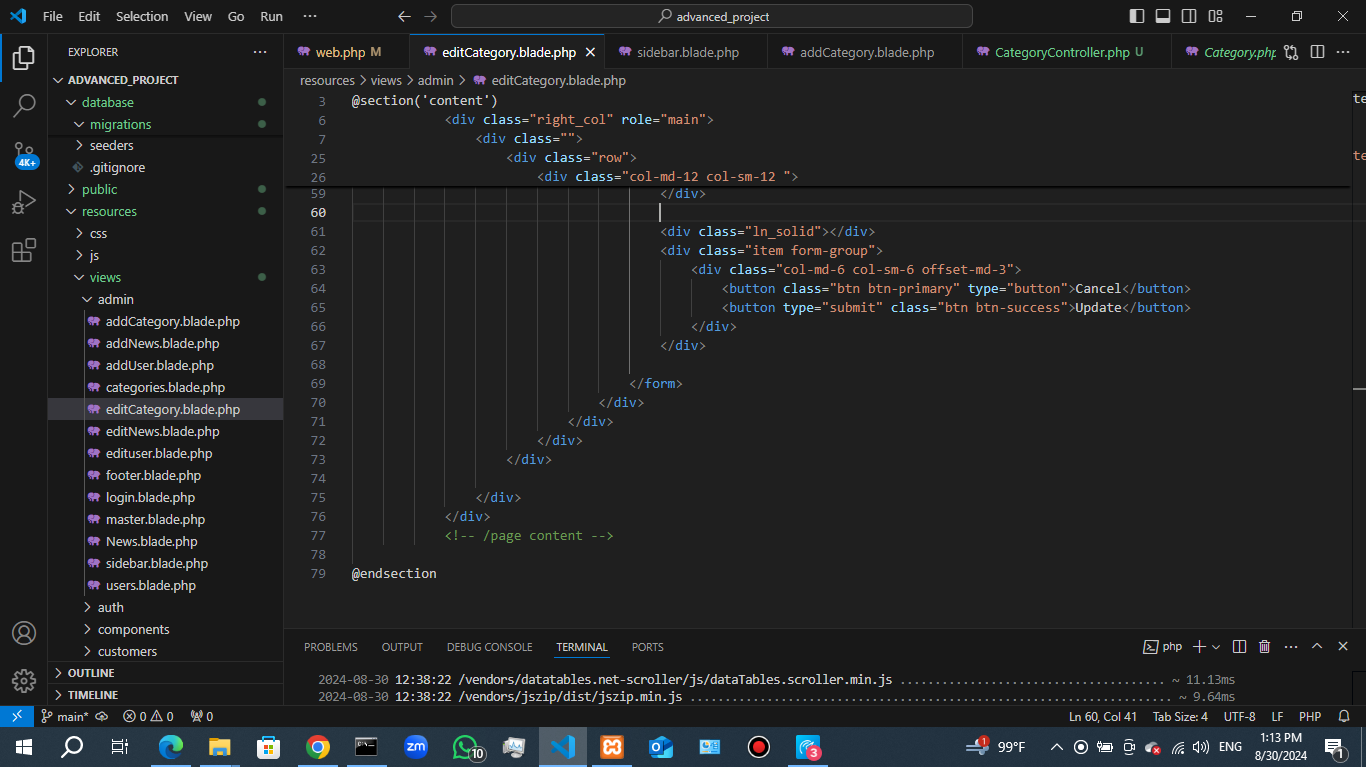 File Edit Selection View Go Run ··· advanced_project
EXPLORER ···
ADVANCED_PROJECT
database
migrations
seeders
.gitignore
public
resources
css
js
views
admin
addCategory.blade.php
addNews.blade.php
addUser.blade.php
categories.blade.php
editCategory.blade.php
editNews.blade.php
edituser.blade.php
footer.blade.php
login.blade.php
master.blade.php
News.blade.php
sidebar.blade.php
users.blade.php
auth
components
customers
OUTLINE
TIMELINE
4K+
web.php M editCategory.blade.php sidebar.blade.php addCategory.blade.php CategoryController.php U Category.php
resources > views > admin > editCategory.blade.php
3 @section('content')
6 <div class="right_col" role="main">
7 <div class="">
25 <div class="row">
26 <div class="col-md-12 col-sm-12 ">
59 </div>
60
61 <div class="ln_solid"></div>
62 <div class="item form-group">
63 <div class="col-md-6 col-sm-6 offset-md-3">
64 <button class="btn btn-primary" type="button">Cancel</button>
65 <button type="submit" class="btn btn-success">Update</button>
66 </div>
67 </div>
68
69 </form>
70 </div>
71 </div>
72 </div>
73 </div>
74
75 </div>
76 </div>
77 <!-- /page content -->
78
79 @endsection
te
te
PROBLEMS OUTPUT DEBUG CONSOLE TERMINAL PORTS php
2024-08-30 12:38:22 /vendors/datatables.net-scroller/js/dataTables.scroller.min.js ................................... ~ 11.13ms
2024-08-30 12:38:22 /vendors/jszip/dist/jszip.min.js ................................................................ ~ 9.64ms
main* 0 0 0 Ln 60, Col 41 Tab Size: 4 UTF-8 LF PHP
zm 10 3 1 99°F ENG 1:13 PM
8/30/2024 1